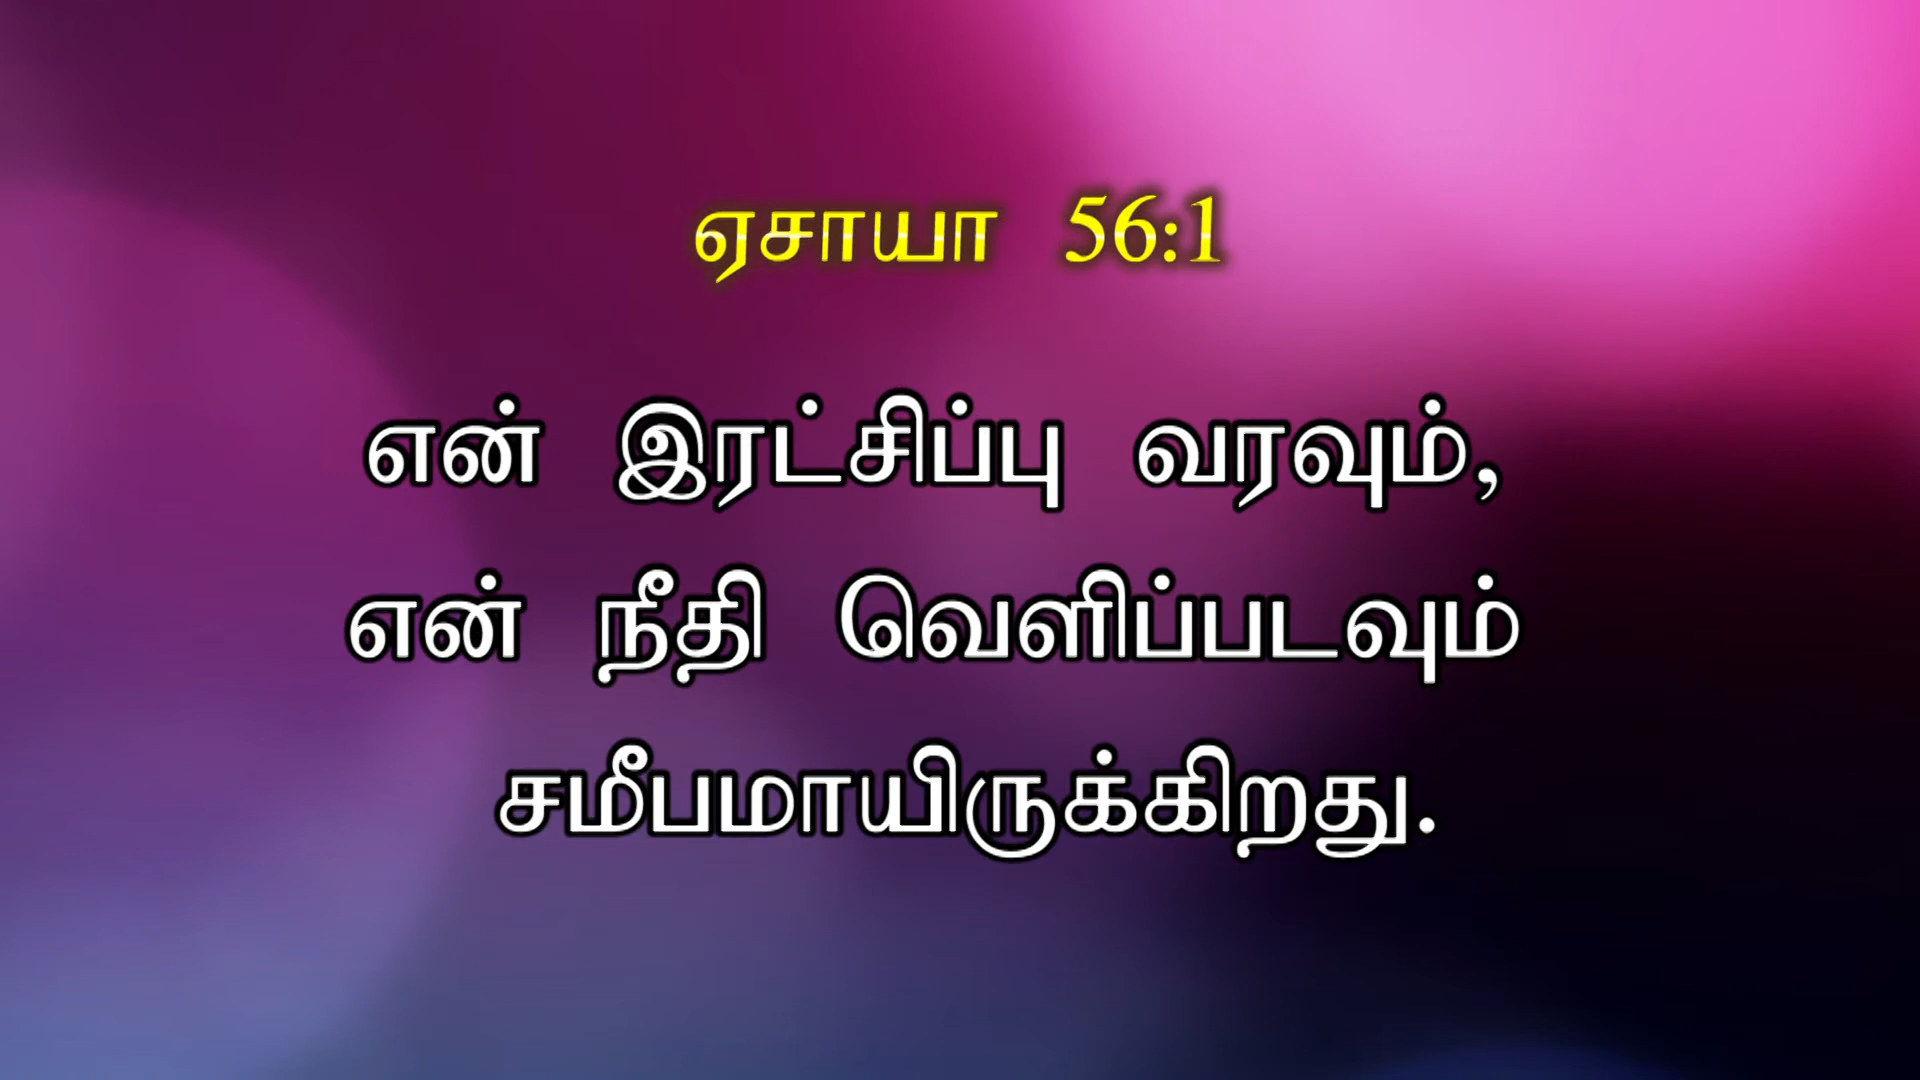 ஏசாயா 56:1
என் இரட்சிப்பு வரவும்,
என் நீதி வெளிப்படவும்
சமீபமாயிருக்கிறது.